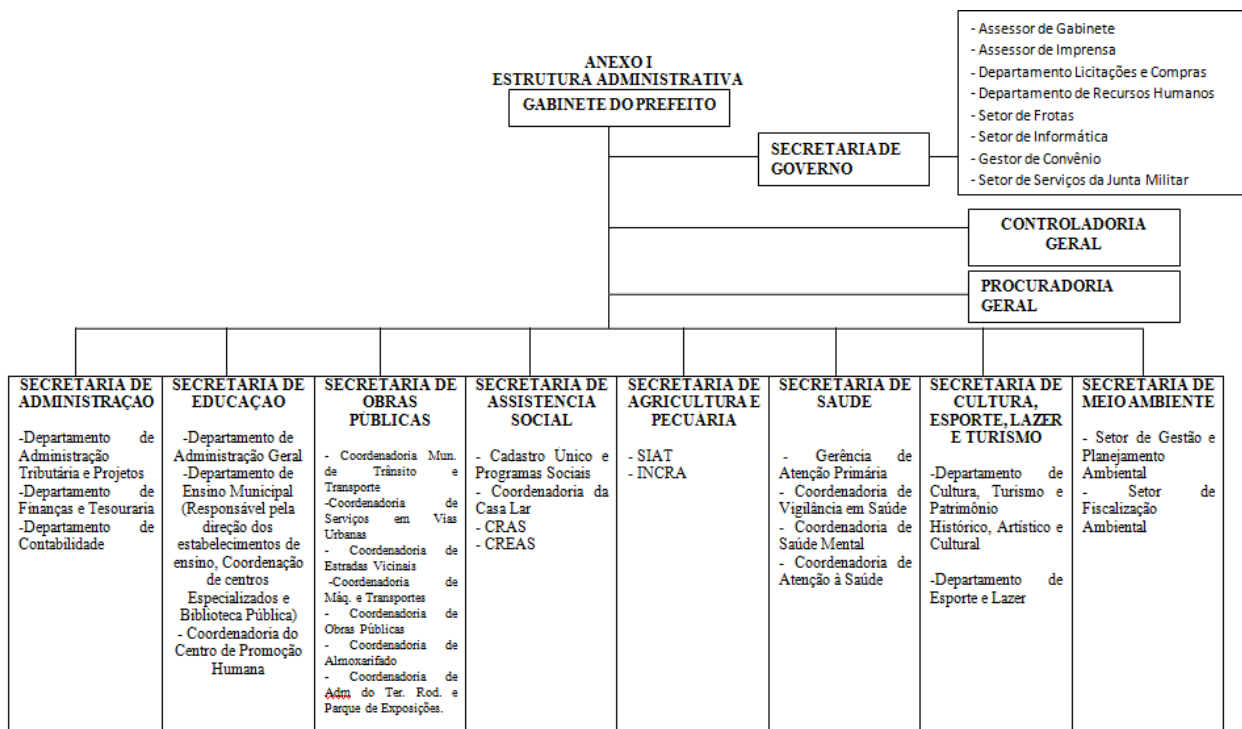 ANEXO I
ESTRUTURA ADMINISTRATIVA
GABINETE DO PREFEITO
SECRETARIA DE
GOVERNO
- Assessor de Gabinete
- Assessor de Imprensa
- Departamento Licitações e Compras
- Departamento de Recursos Humanos
- Setor de Frotas
- Setor de Informática
- Gestor de Convênio
- Setor de Serviços da Junta Militar
CONTROLADORIA
GERAL
PROCURADORIA
GERAL
SECRETARIA DE
ADMINISTRAÇAO
-Departamento de
Administração
Tributária e Projetos
-Departamento de
Finanças e Tesouraria
-Departamento de
Contabilidade
SECRETARIA DE
EDUCAÇAO
-Departamento de
Administração Geral
-Departamento de
Ensino Municipal
(Responsável pela
direção dos
estabelecimentos de
ensino, Coordenação
de centros
Especializados e
Biblioteca Pública)
- Coordenadoria do
Centro de Promoção
Humana
SECRETARIA DE
OBRAS
PÚBLICAS
- Coordenadoria Mun.
de Trânsito e
Transporte
-Coordenadoria de
Serviços em Vias
Urbanas
- Coordenadoria de
Estradas Vicinais
-Coordenadoria de
Máq. e Transportes
- Coordenadoria de
Obras Públicas
- Coordenadoria de
Almoxarifado
- Coordenadoria de
Adm do Ter. Rod. e
Parque de Exposições.
SECRETARIA DE
ASSISTENCIA
SOCIAL
- Cadastro Único e
Programas Sociais
- Coordenadoria da
Casa Lar
- CRAS
- CREAS
SECRETARIA DE
AGRICULTURA E
PECUÁRIA
- SIAT
- INCRA
SECRETARIA DE
SAUDE
- Gerência de
Atenção Primária
- Coordenadoria de
Vigilância em Saúde
- Coordenadoria de
Saúde Mental
- Coordenadoria de
Atenção à Saúde
SECRETARIA DE
CULTURA,
ESPORTE, LAZER
E TURISMO
-Departamento de
Cultura, Turismo e
Patrimônio
Histórico, Artístico e
Cultural
-Departamento de
Esporte e Lazer
SECRETARIA DE
MEIO AMBIENTE
- Setor de Gestão e
Planejamento
Ambiental
- Setor de
Fiscalização
Ambiental